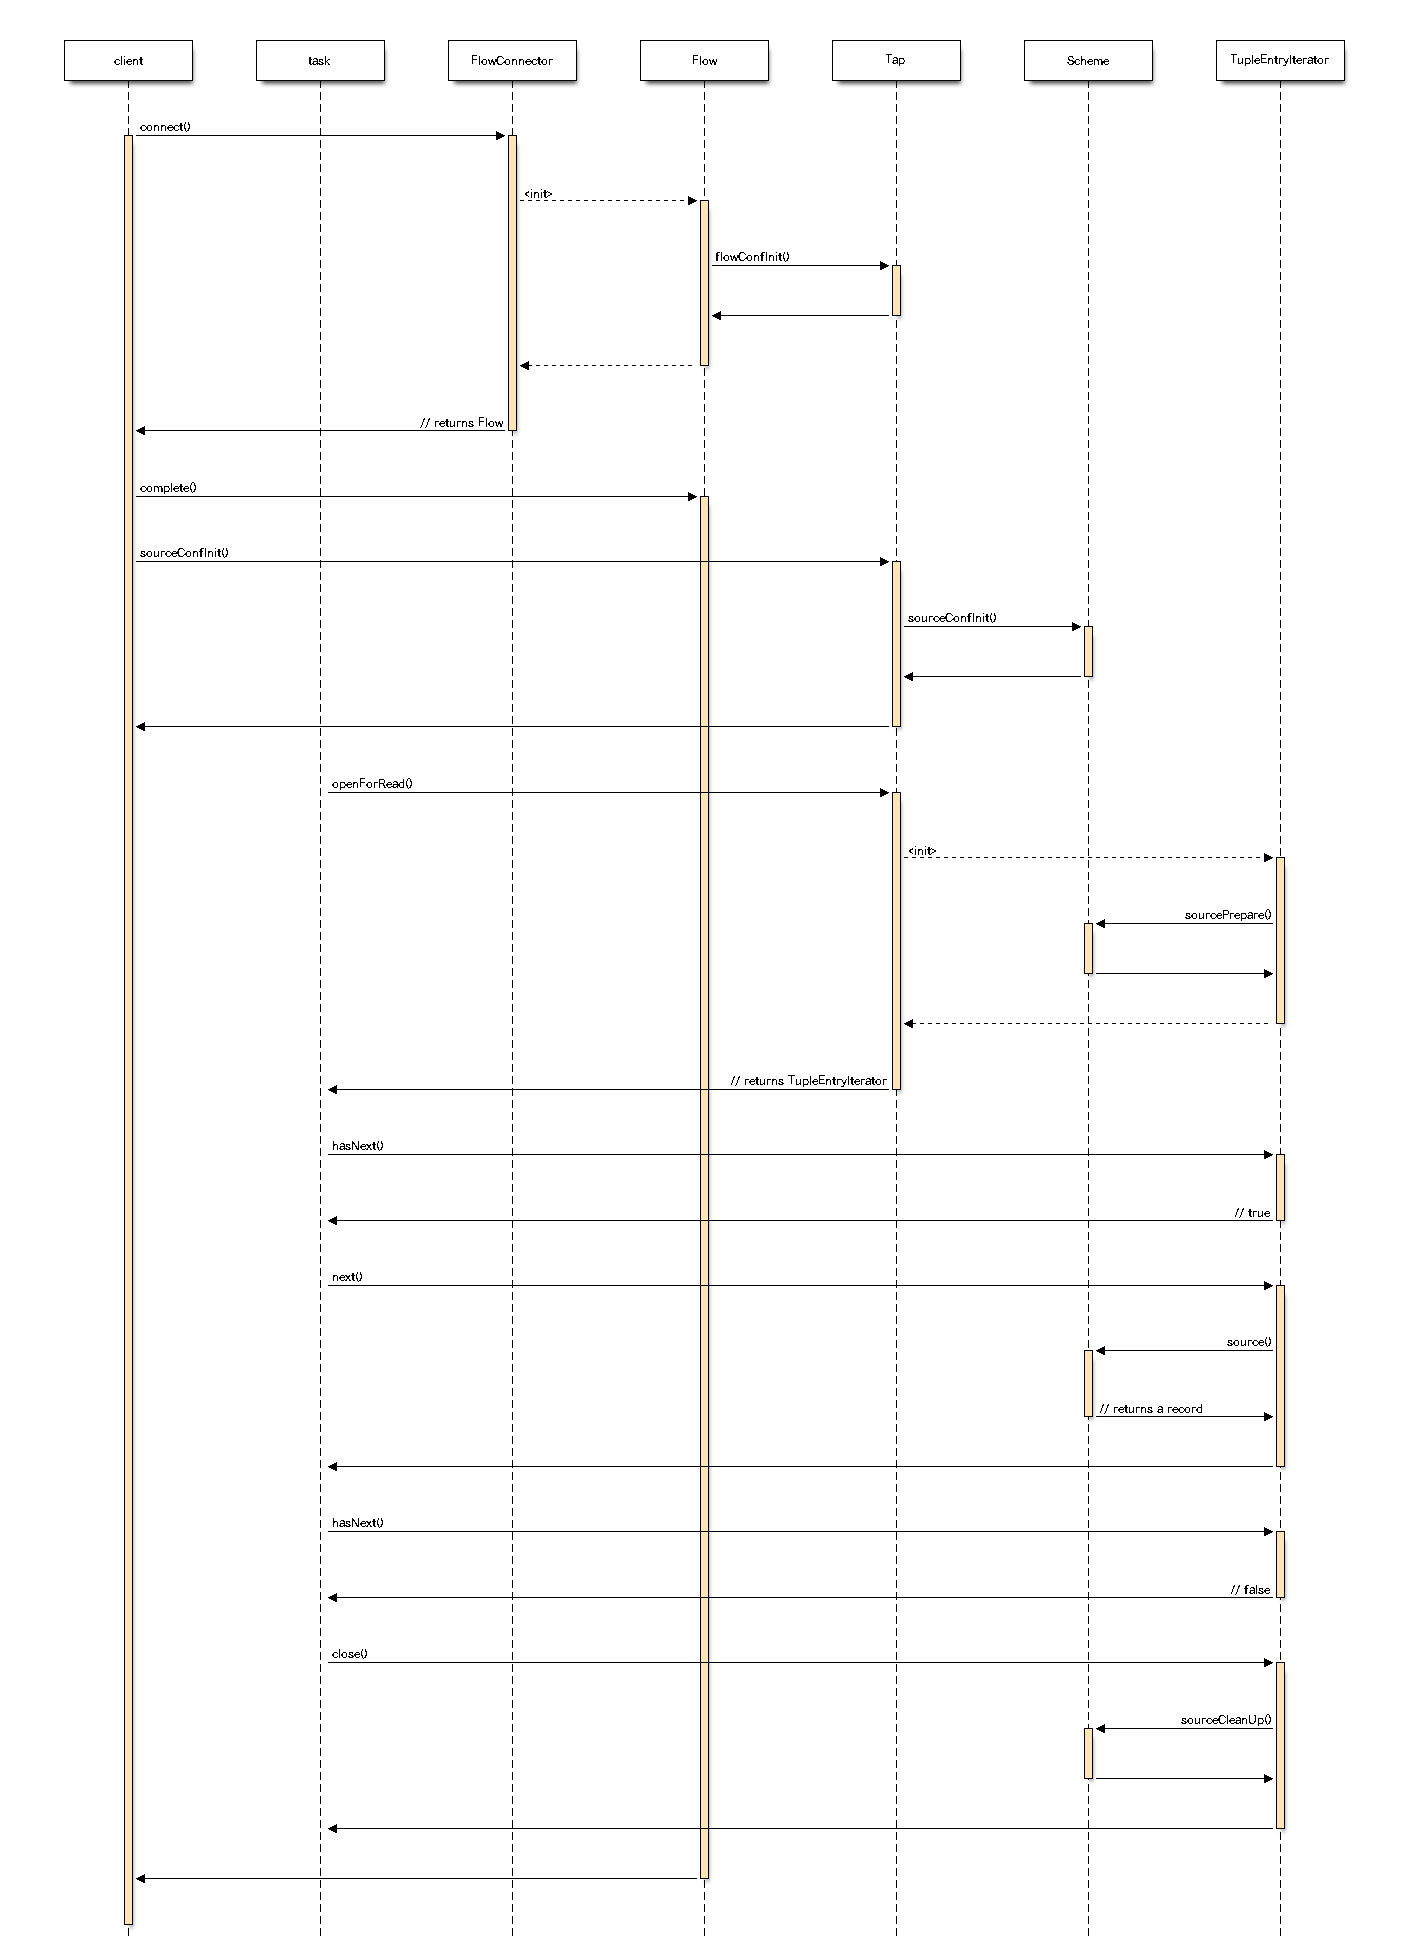 client
task
FlowConnector
Flow
Tap
Scheme
TupleEntryIterator
connect()
<init>
flowConfInit()
// returns Flow
complete()
sourceConfInit()
sourceConfInit()
openForRead()
<init>
sourcePrepare()
// returns TupleEntryIterator
hasNext()
// true
next()
source()
// returns a record
hasNext()
// false
close()
sourceCleanUp()